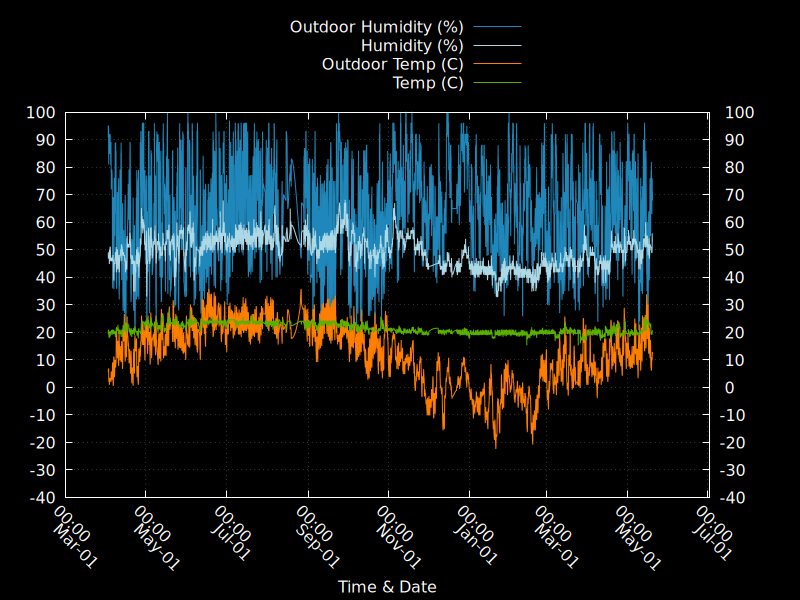 Outdoor Humidity (%)
Humidity (%)
Outdoor Temp (C)
Temp (C)
100 100
90 90
80 80
70 70
60 60
50 50
40 40
30 30
20 20
10 10
0 0
-10 -10
-20 -20
-30 -30
-40 -40
00:00 00:00 00:00 00:00 00:00 00:00 00:00 00:00 00:00
Mar-01 May-01 Jul-01 Sep-01 Nov-01 Jan-01 Mar-01 May-01 Jul-01
Time & Date